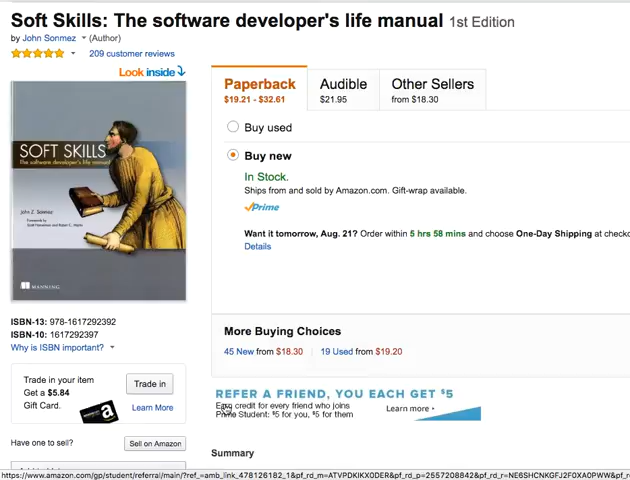 Soft Skills: The software developer's life manual 1st Edition
by John Sonmez (Author)
209 customer reviews
Look inside
SOFT SKILLS
The software developer's life manual
John Z. Sonmez
MANNING
Paperback
$19.21 - $32.61
Audible
$21.95
Other Sellers
from $18.30
Buy used
Buy new
In Stock.
Ships from and sold by Amazon.com. Gift-wrap available.
Prime
Want it tomorrow, Aug. 21? Order within 5 hrs 58 mins and choose One-Day Shipping at checko
Details
ISBN-13: 978-1617292392
ISBN-10: 1617292397
Why is ISBN important?
More Buying Choices
45 New from $18.30 | 19 Used from $19.20
Trade in your item
Get a $5.84
Gift Card.
Trade in
Learn More
REFER A FRIEND, YOU EACH GET $5
Earn credit for every friend who joins
Prime Student: $5 for you, $5 for them
Learn more
Have one to sell?
Sell on Amazon
Summary
https://www.amazon.com/gp/student/referral/main/?ref_=amb_link_478126182_1&pf_rd_m=ATVPDKIKX0DER&pf_rd_p=2557208842&pf_rd_r=NE6SHCNKGFJ2F0XA0PWW&pf_r